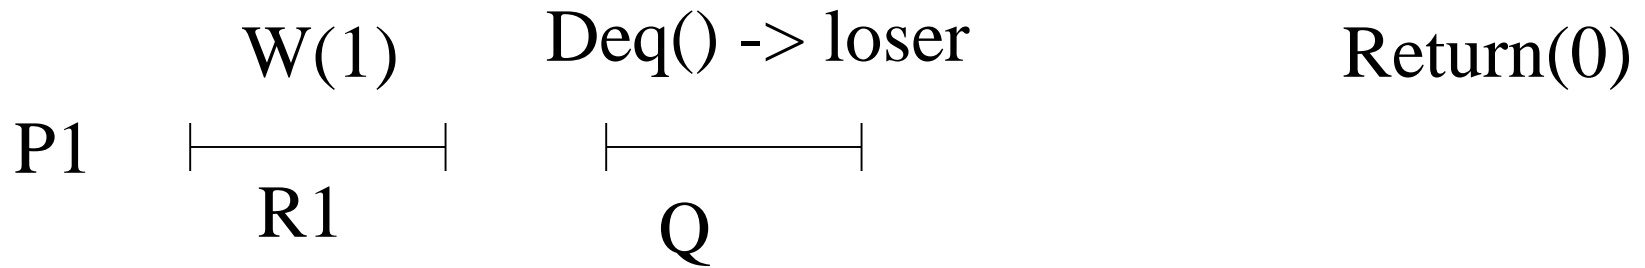 W(1) Deq() -> loser Return(0)
P1
R1 Q